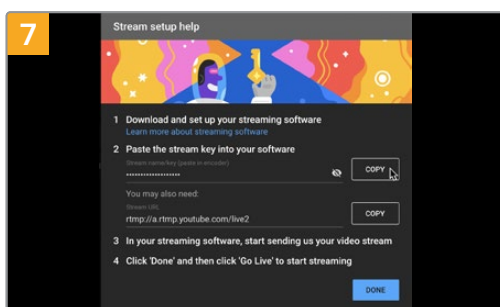 7
Stream setup help
1 Download and set up your streaming software
Learn more about streaming software
2 Paste the stream key into your software
Stream name/key (paste in encoder)
•••••••••••••••••••
COPY
You may also need:
Stream URL
rtmp://a.rtmp.youtube.com/live2
COPY
3 In your streaming software, start sending us your video stream
4 Click 'Done' and then click 'Go Live' to start streaming
DONE